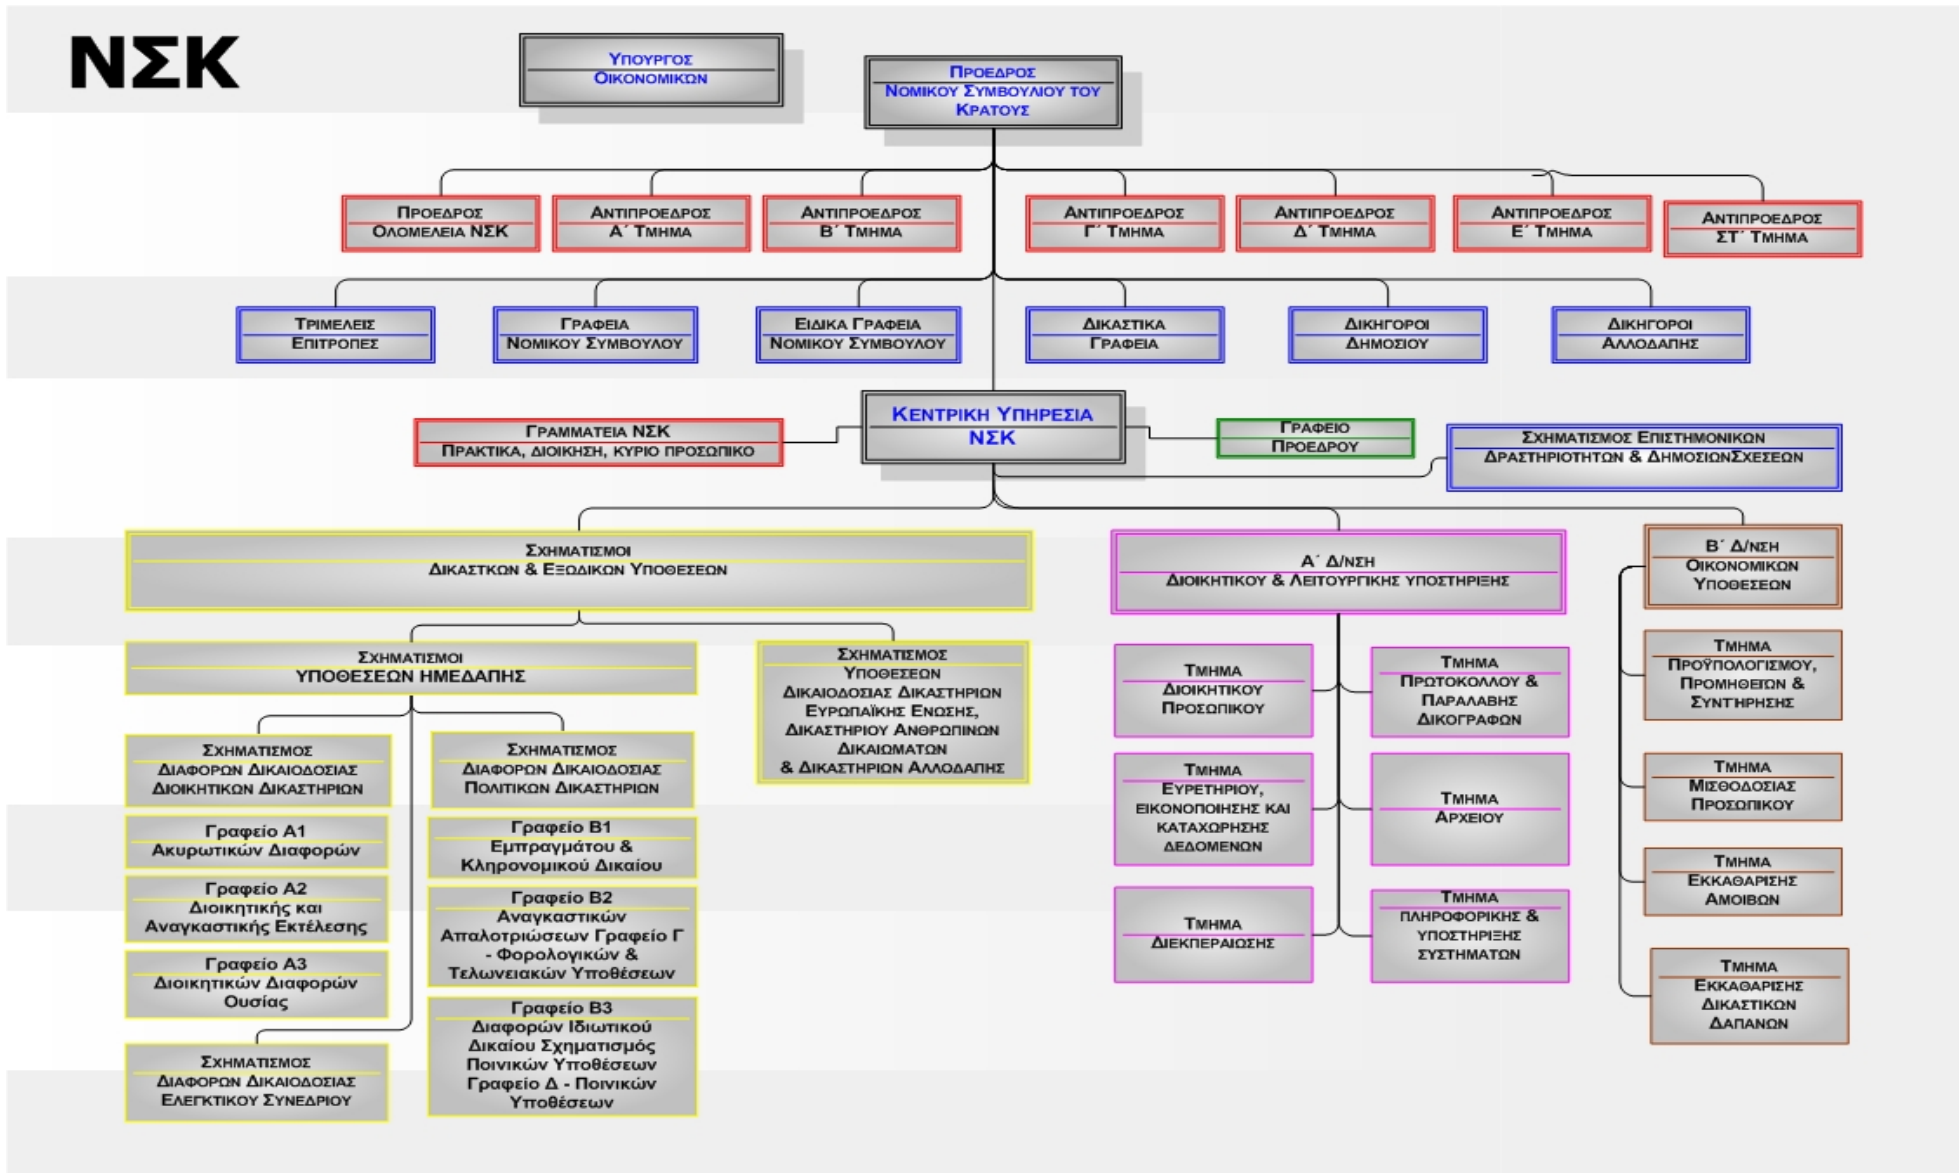 ΝΣΚ
ΥΠΟΥΡΓΟΣ
ΟΙΚΟΝΟΜΙΚΩΝ
ΠΡΟΕΔΡΟΣ
ΝΟΜΙΚΟΥ ΣΥΜΒΟΥΛΙΟΥ ΤΟΥ
ΚΡΑΤΟΥΣ
ΠΡΟΕΔΡΟΣ
ΟΛΟΜΕΛΕΙΑ ΝΣΚ
ΑΝΤΙΠΡΟΕΔΡΟΣ
Α΄ ΤΜΗΜΑ
ΑΝΤΙΠΡΟΕΔΡΟΣ
Β΄ ΤΜΗΜΑ
ΑΝΤΙΠΡΟΕΔΡΟΣ
Γ΄ ΤΜΗΜΑ
ΑΝΤΙΠΡΟΕΔΡΟΣ
Δ΄ ΤΜΗΜΑ
ΑΝΤΙΠΡΟΕΔΡΟΣ
Ε΄ ΤΜΗΜΑ
ΑΝΤΙΠΡΟΕΔΡΟΣ
ΣΤ΄ ΤΜΗΜΑ
ΤΡΙΜΕΛΕΙΣ
ΕΠΙΤΡΟΠΕΣ
ΓΡΑΦΕΙΑ
ΝΟΜΙΚΟΥ ΣΥΜΒΟΥΛΟΥ
ΕΙΔΙΚΑ ΓΡΑΦΕΙΑ
ΝΟΜΙΚΟΥ ΣΥΜΒΟΥΛΟΥ
ΔΙΚΑΣΤΙΚΑ
ΓΡΑΦΕΙΑ
ΔΙΚΗΓΟΡΟΙ
ΔΗΜΟΣΙΟΥ
ΔΙΚΗΓΟΡΟΙ
ΑΛΛΟΔΑΠΗΣ
ΚΕΝΤΡΙΚΗ ΥΠΗΡΕΣΙΑ
ΝΣΚ
ΓΡΑΜΜΑΤΕΙΑ ΝΣΚ
ΠΡΑΚΤΙΚΑ, ΔΙΟΙΚΗΣΗ, ΚΥΡΙΟ ΠΡΟΣΩΠΙΚΟ
ΓΡΑΦΕΙΟ
ΠΡΟΕΔΡΟΥ
ΣΧΗΜΑΤΙΣΜΟΣ ΕΠΙΣΤΗΜΟΝΙΚΩΝ
ΔΡΑΣΤΗΡΙΟΤΗΤΩΝ & ΔΗΜΟΣΙΩΝΣΧΕΣΕΩΝ
ΣΧΗΜΑΤΙΣΜΟΙ
ΔΙΚΑΣΤΚΩΝ & ΕΞΩΔΙΚΩΝ ΥΠΟΘΕΣΕΩΝ
Α΄ Δ/ΝΣΗ
ΔΙΟΙΚΗΤΙΚΟΥ & ΛΕΙΤΟΥΡΓΙΚΗΣ ΥΠΟΣΤΗΡΙΞΗΣ
Β΄ Δ/ΝΣΗ
ΟΙΚΟΝΟΜΙΚΩΝ
ΥΠΟΘΕΣΕΩΝ
ΣΧΗΜΑΤΙΣΜΟΙ
ΥΠΟΘΕΣΕΩΝ ΗΜΕΔΑΠΗΣ
ΣΧΗΜΑΤΙΣΜΟΣ
ΥΠΟΘΕΣΕΩΝ
ΔΙΚΑΙΟΔΟΣΙΑΣ ΔΙΚΑΣΤΗΡΙΩΝ
ΕΥΡΩΠΑΪΚΗΣ ΕΝΩΣΗΣ,
ΔΙΚΑΣΤΗΡΙΟΥ ΑΝΘΡΩΠΙΝΩΝ
ΔΙΚΑΙΩΜΑΤΩΝ
& ΔΙΚΑΣΤΗΡΙΩΝ ΑΛΛΟΔΑΠΗΣ
ΣΧΗΜΑΤΙΣΜΟΣ
ΔΙΑΦΟΡΩΝ ΔΙΚΑΙΟΔΟΣΙΑΣ
ΔΙΟΙΚΗΤΙΚΩΝ ΔΙΚΑΣΤΗΡΙΩΝ
Γραφείο Α1
Ακυρωτικών Διαφορών
Γραφείο Α2
Διοικητικής και
Αναγκαστικής Εκτέλεσης
Γραφείο Α3
Διοικητικών Διαφορών
Ουσίας
ΣΧΗΜΑΤΙΣΜΟΣ
ΔΙΑΦΟΡΩΝ ΔΙΚΑΙΟΔΟΣΙΑΣ
ΕΛΕΓΚΤΙΚΟΥ ΣΥΝΕΔΡΙΟΥ
ΣΧΗΜΑΤΙΣΜΟΣ
ΔΙΑΦΟΡΩΝ ΔΙΚΑΙΟΔΟΣΙΑΣ
ΠΟΛΙΤΙΚΩΝ ΔΙΚΑΣΤΗΡΙΩΝ
Γραφείο Β1
Εμπραγμάτου &
Κληρονομικού Δικαίου
Γραφείο Β2
Αναγκαστικών
Απαλοτριώσεων Γραφείο Γ
- Φορολογικών &
Τελωνειακών Υποθέσεων
Γραφείο Β3
Διαφορών Ιδιωτικού
Δικαίου Σχηματισμός
Ποινικών Υποθέσεων
Γραφείο Δ - Ποινικών
Υποθέσεων
ΤΜΗΜΑ
ΔΙΟΙΚΗΤΙΚΟΥ
ΠΡΟΣΩΠΙΚΟΥ
ΤΜΗΜΑ
ΠΡΩΤΟΚΟΛΛΟΥ &
ΠΑΡΑΛΑΒΗΣ
ΔΙΚΟΓΡΑΦΩΝ
ΤΜΗΜΑ
ΕΥΡΕΤΗΡΙΟΥ,
ΕΙΚΟΝΟΠΟΙΗΣΗΣ ΚΑΙ
ΚΑΤΑΧΩΡΗΣΗΣ
ΔΕΔΟΜΕΝΩΝ
ΤΜΗΜΑ
ΑΡΧΕΙΟΥ
ΤΜΗΜΑ
ΔΙΕΚΠΕΡΑΙΩΣΗΣ
ΤΜΗΜΑ
ΠΛΗΡΟΦΟΡΙΚΗΣ &
ΥΠΟΣΤΗΡΙΞΗΣ
ΣΥΣΤΗΜΑΤΩΝ
ΤΜΗΜΑ
ΠΡΟΫΠΟΛΟΓΙΣΜΟΥ,
ΠΡΟΜΗΘΕΙΩΝ &
ΣΥΝΤΗΡΗΣΗΣ
ΤΜΗΜΑ
ΜΙΣΘΟΔΟΣΙΑΣ
ΠΡΟΣΩΠΙΚΟΥ
ΤΜΗΜΑ
ΕΚΚΑΘΑΡΙΣΗΣ
ΑΜΟΙΒΩΝ
ΤΜΗΜΑ
ΕΚΚΑΘΑΡΙΣΗΣ
ΔΙΚΑΣΤΙΚΩΝ
ΔΑΠΑΝΩΝ